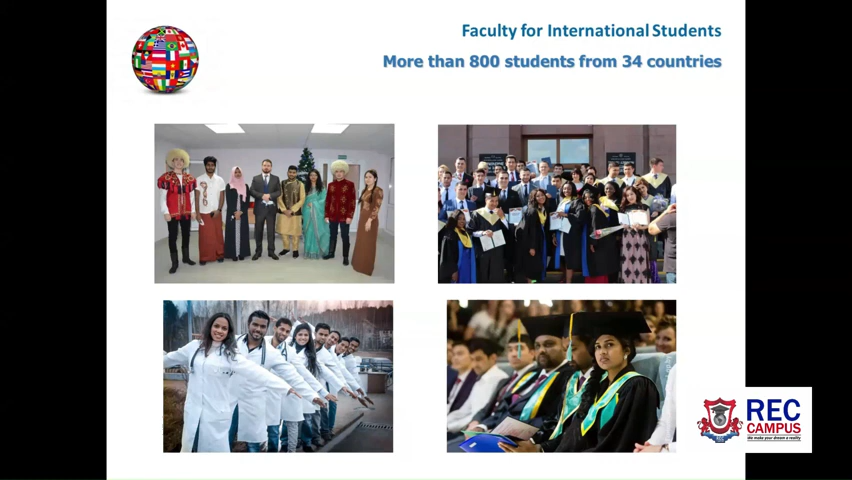 Faculty for International Students
More than 800 students from 34 countries
REC
CAMPUS
We make your dream a reality